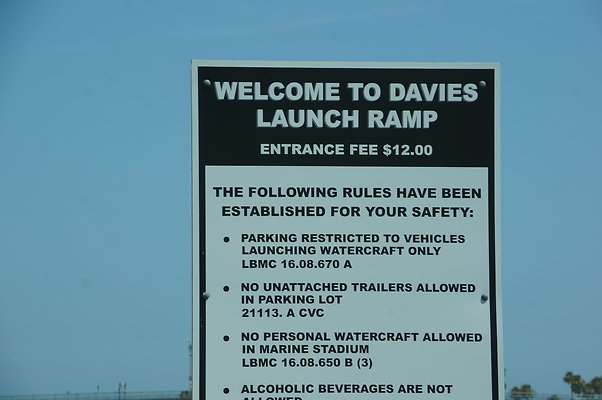 WELCOME TO DAVIES
LAUNCH RAMP
ENTRANCE FEE $12.00
THE FOLLOWING RULES HAVE BEEN
ESTABLISHED FOR YOUR SAFETY:
• PARKING RESTRICTED TO VEHICLES
LAUNCHING WATERCRAFT ONLY
LBMC 16.08.670 A
• NO UNATTACHED TRAILERS ALLOWED
IN PARKING LOT
21113. A CVC
• NO PERSONAL WATERCRAFT ALLOWED
IN MARINE STADIUM
LBMC 16.08.650 B (3)
• ALCOHOLIC BEVERAGES ARE NOT
ALLOWED